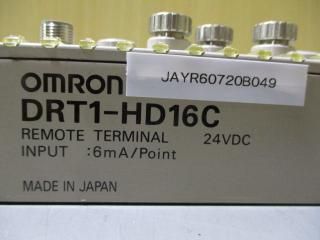 JAYR60720B049
OMRON
DRT1-HD16C
REMOTE TERMINAL 24VDC
INPUT :6mA/Point
MADE IN JAPAN